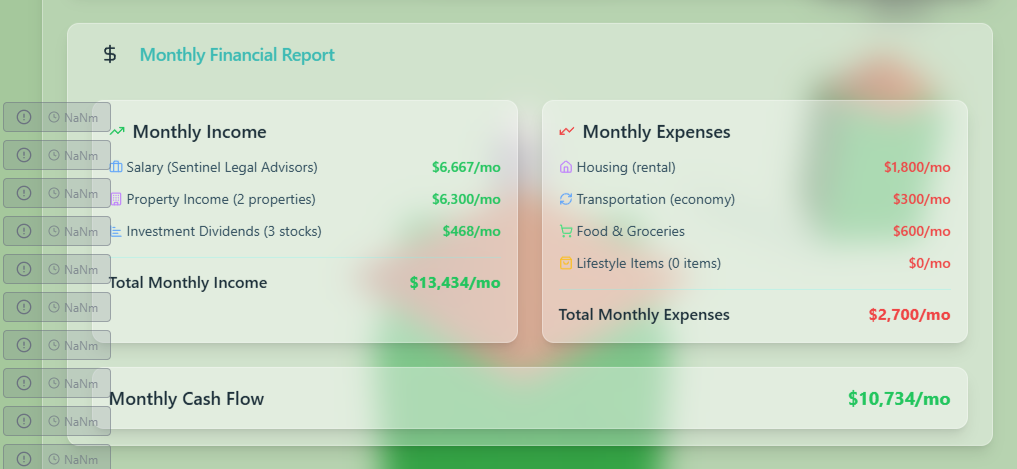 $ Monthly Financial Report
NaNm
NaNm
NaNm
NaNm
NaNm
NaNm
NaNm
NaNm
NaNm
NaNm
Monthly Income
Salary (Sentinel Legal Advisors) $6,667/mo
Property Income (2 properties) $6,300/mo
Investment Dividends (3 stocks) $468/mo
Total Monthly Income $13,434/mo
Monthly Expenses
Housing (rental) $1,800/mo
Transportation (economy) $300/mo
Food & Groceries $600/mo
Lifestyle Items (0 items) $0/mo
Total Monthly Expenses $2,700/mo
Monthly Cash Flow $10,734/mo